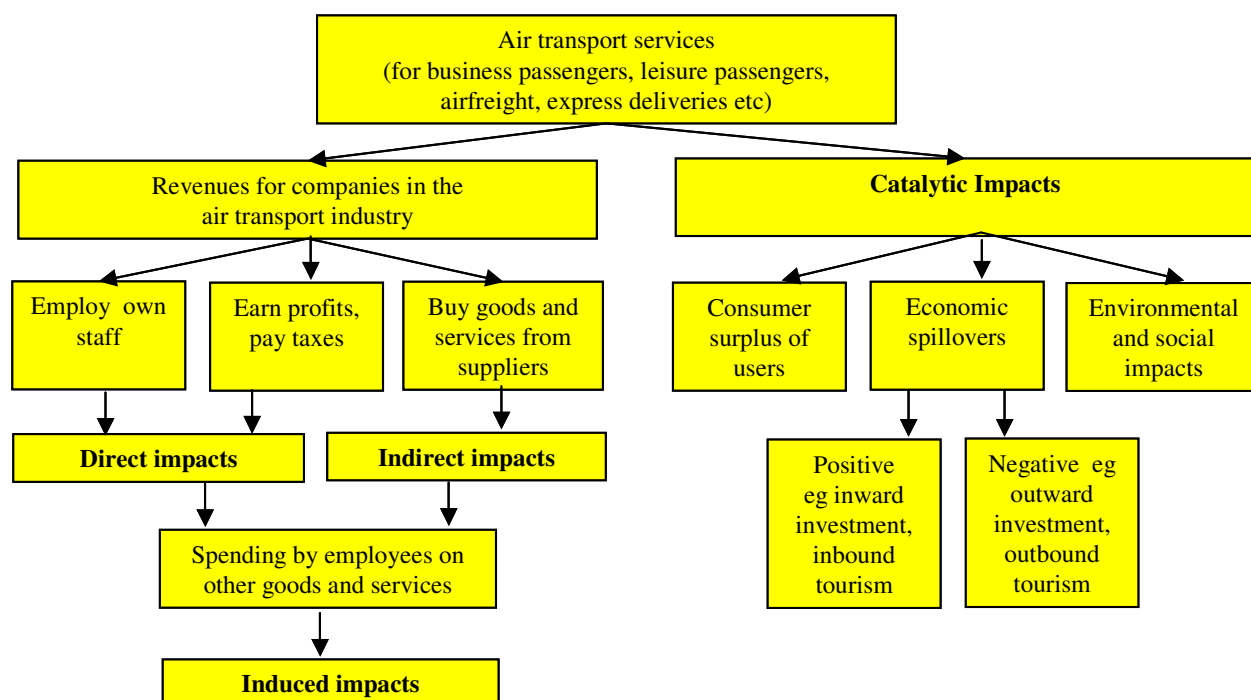 Air transport services
(for business passengers, leisure passengers,
airfreight, express deliveries etc)
Revenues for companies in the
air transport industry
Catalytic Impacts
Employ own
staff
Earn profits,
pay taxes
Buy goods and
services from
suppliers
Consumer
surplus of
users
Economic
spillovers
Environmental
and social
impacts
Direct impacts
Indirect impacts
Positive
eg inward
investment,
inbound
tourism
Negative eg
outward
investment,
outbound
tourism
Spending by employees on
other goods and services
Induced impacts